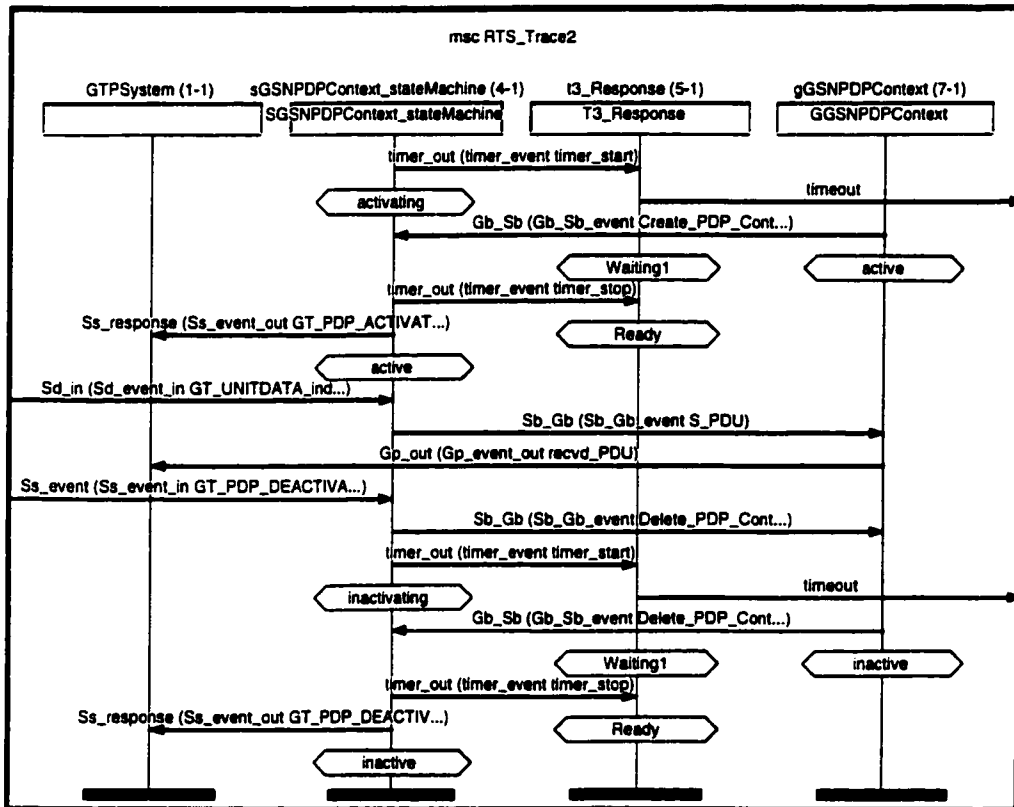 msc RTS_Trace2
GTPSystem (1-1) sGSNPDPContext_stateMachine (4-1) t3_Response (5-1) gGSNPDPContext (7-1)
SGSNPDPContext_stateMachine T3_Response GGSNPDPContext
timer_out (timer_event timer_start)
activating timeout
Gb_Sb (Gb_Sb_event Create_PDP_Cont...)
Waiting1 active
timer_out (timer_event timer_stop)
Ss_response (Ss_event_out GT_PDP_ACTIVAT...) Ready
active
Sd_in (Sd_event_in GT_UNITDATA_ind...)
Sb_Gb (Sb_Gb_event S_PDU)
Gp_out (Gp_event_out recvd_PDU)
Ss_event (Ss_event_in GT_PDP_DEACTIVA...)
Sb_Gb (Sb_Gb_event Delete_PDP_Cont...)
timer_out (timer_event timer_start)
inactivating timeout
Gb_Sb (Gb_Sb_event Delete_PDP_Cont...)
Waiting1 inactive
timer_out (timer_event timer_stop)
Ss_response (Ss_event_out GT_PDP_DEACTIV...) Ready
inactive